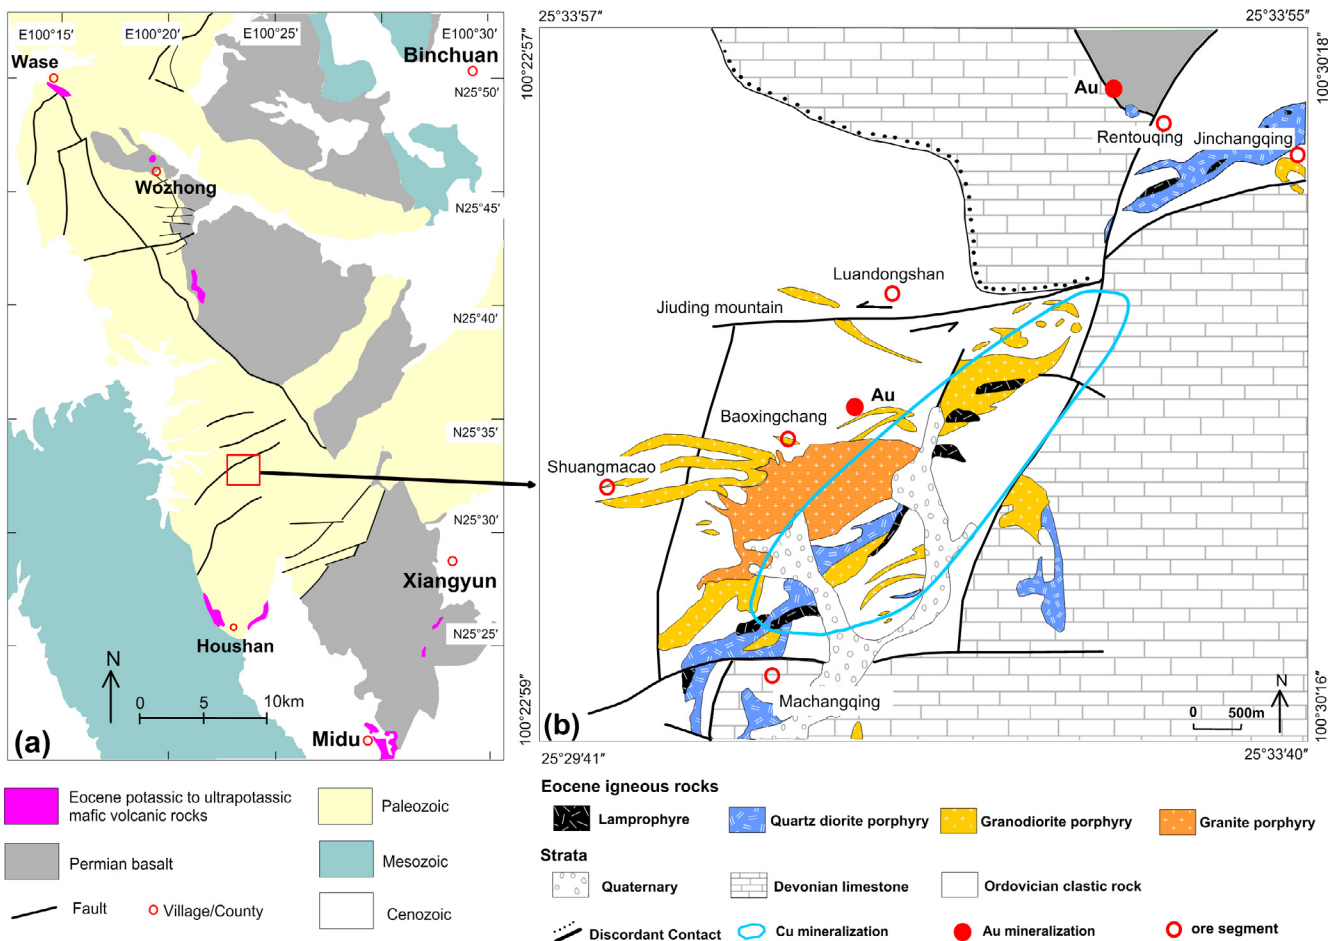 E100°15′
E100°20′
E100°25′
E100°30′
Wase
Binchuan
N25°50′
Wozhong
N25°45′
N25°40′
N25°35′
N25°30′
Xiangyun
N25°25′
Houshan
N
0 5 10km
Midu
(a)
25°33′57″
25°33′55″
100°22′57″
100°30′18″
Au
Rentouqing
Jinchangqing
Luandongshan
Jiuding mountain
Au
Baoxingchang
Shuangmacao
Machangqing
N
0 500m
100°22′59″
100°30′16″
(b)
25°29′41″
25°33′40″
Eocene potassic to ultrapotassic
mafic volcanic rocks
Paleozoic
Permian basalt
Mesozoic
Fault
Village/County
Cenozoic
Eocene igneous rocks
Lamprophyre
Quartz diorite porphyry
Granodiorite porphyry
Granite porphyry
Strata
Quaternary
Devonian limestone
Ordovician clastic rock
Discordant Contact
Cu mineralization
Au mineralization
ore segment